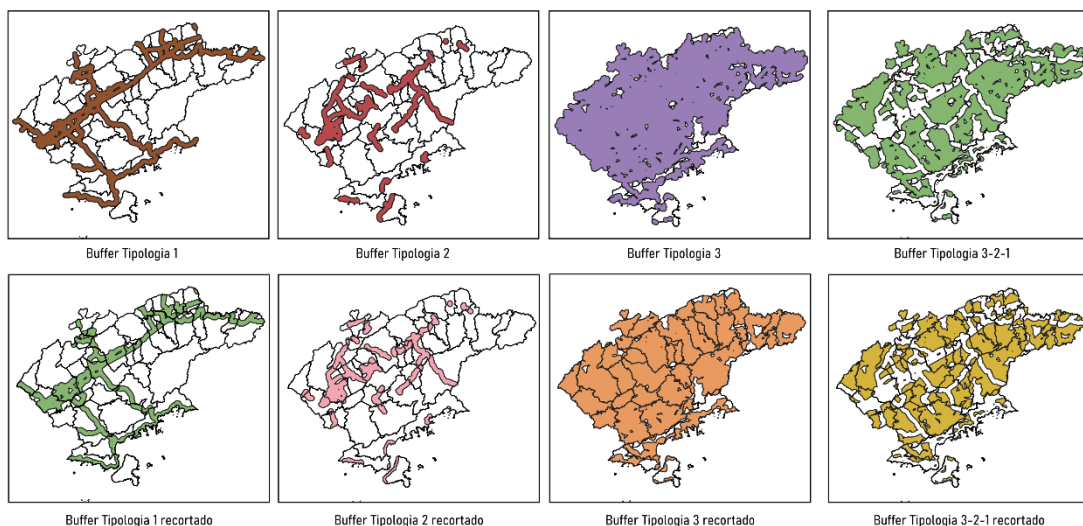 Buffer Tipologia 1
Buffer Tipologia 2
Buffer Tipologia 3
Buffer Tipologia 3-2-1
Buffer Tipologia 1 recortado
Buffer Tipologia 2 recortado
Buffer Tipologia 3 recortado
Buffer Tipologia 3-2-1 recortado